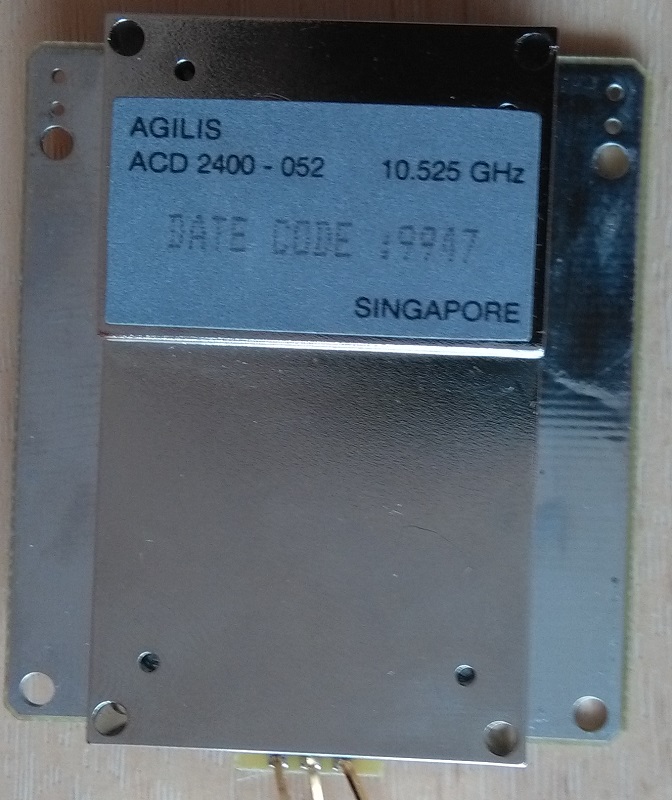 AGILIS
ACD 2400 - 052 10.525 GHz
DATE CODE :9947
SINGAPORE